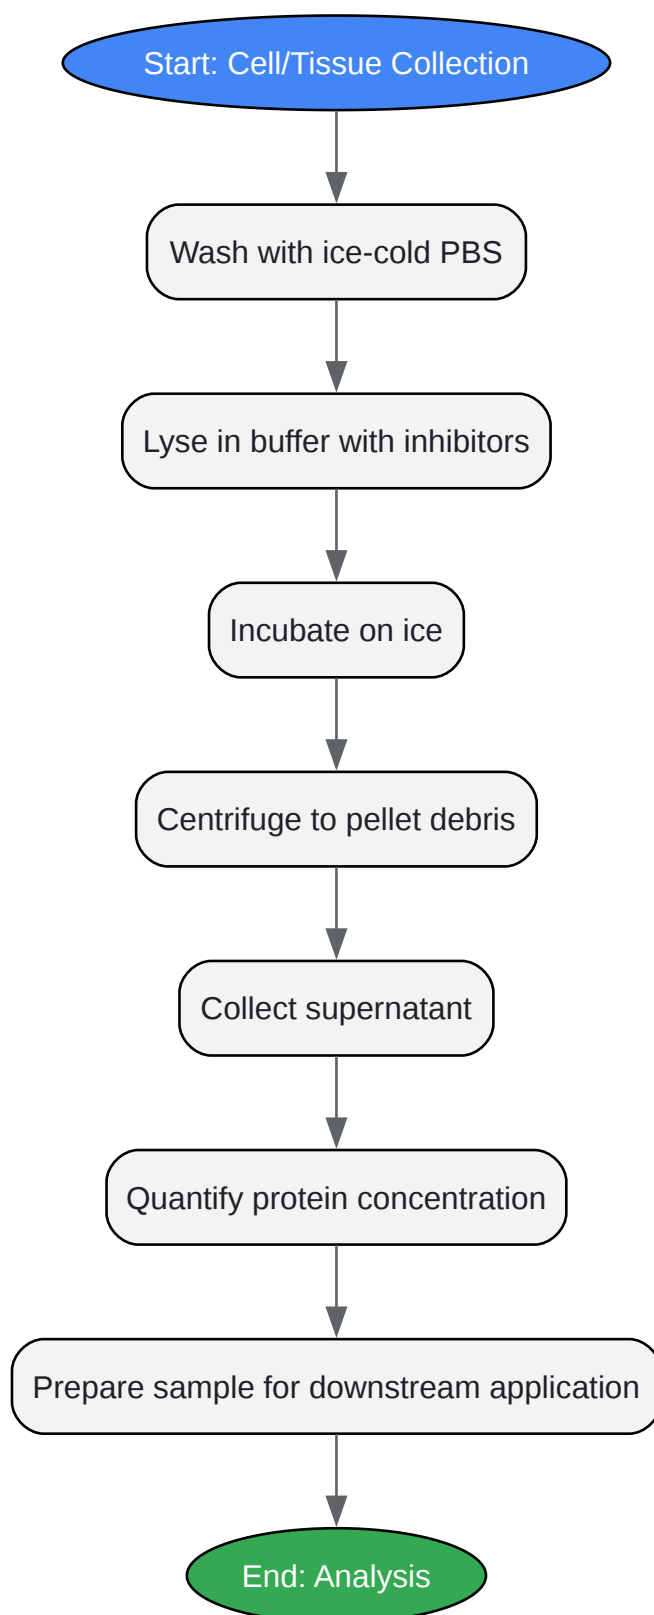 Start: Cell/Tissue Collection
Wash with ice-cold PBS
Lyse in buffer with inhibitors
Incubate on ice
Centrifuge to pellet debris
Collect supernatant
Quantify protein concentration
Prepare sample for downstream application
End: Analysis